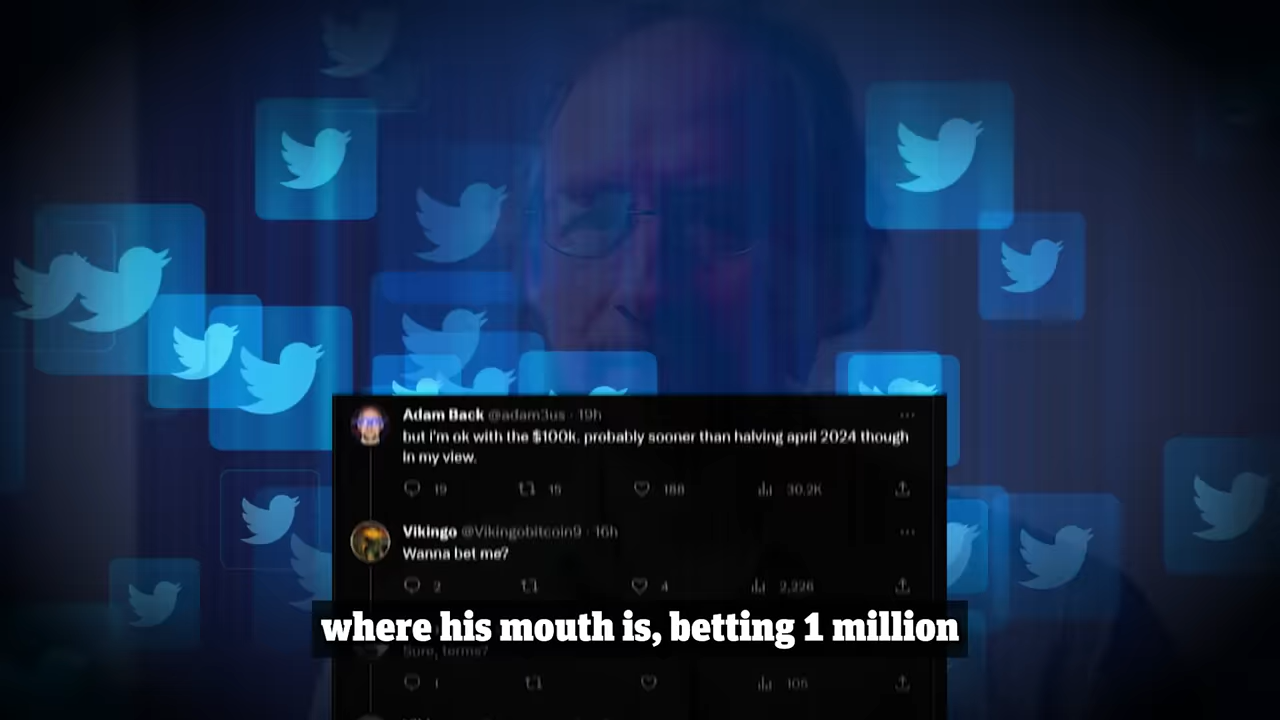 Adam Back @adam3us · 19h
but i'm ok with the $100k. probably sooner than halving april 2024 though
in my view.
19 15 188 30.2K
Vikingo @Vikingobitcoin9 · 16h
Wanna bet me?
2 4 2,226
where his mouth is, betting 1 million
Sure, terms?
1 105